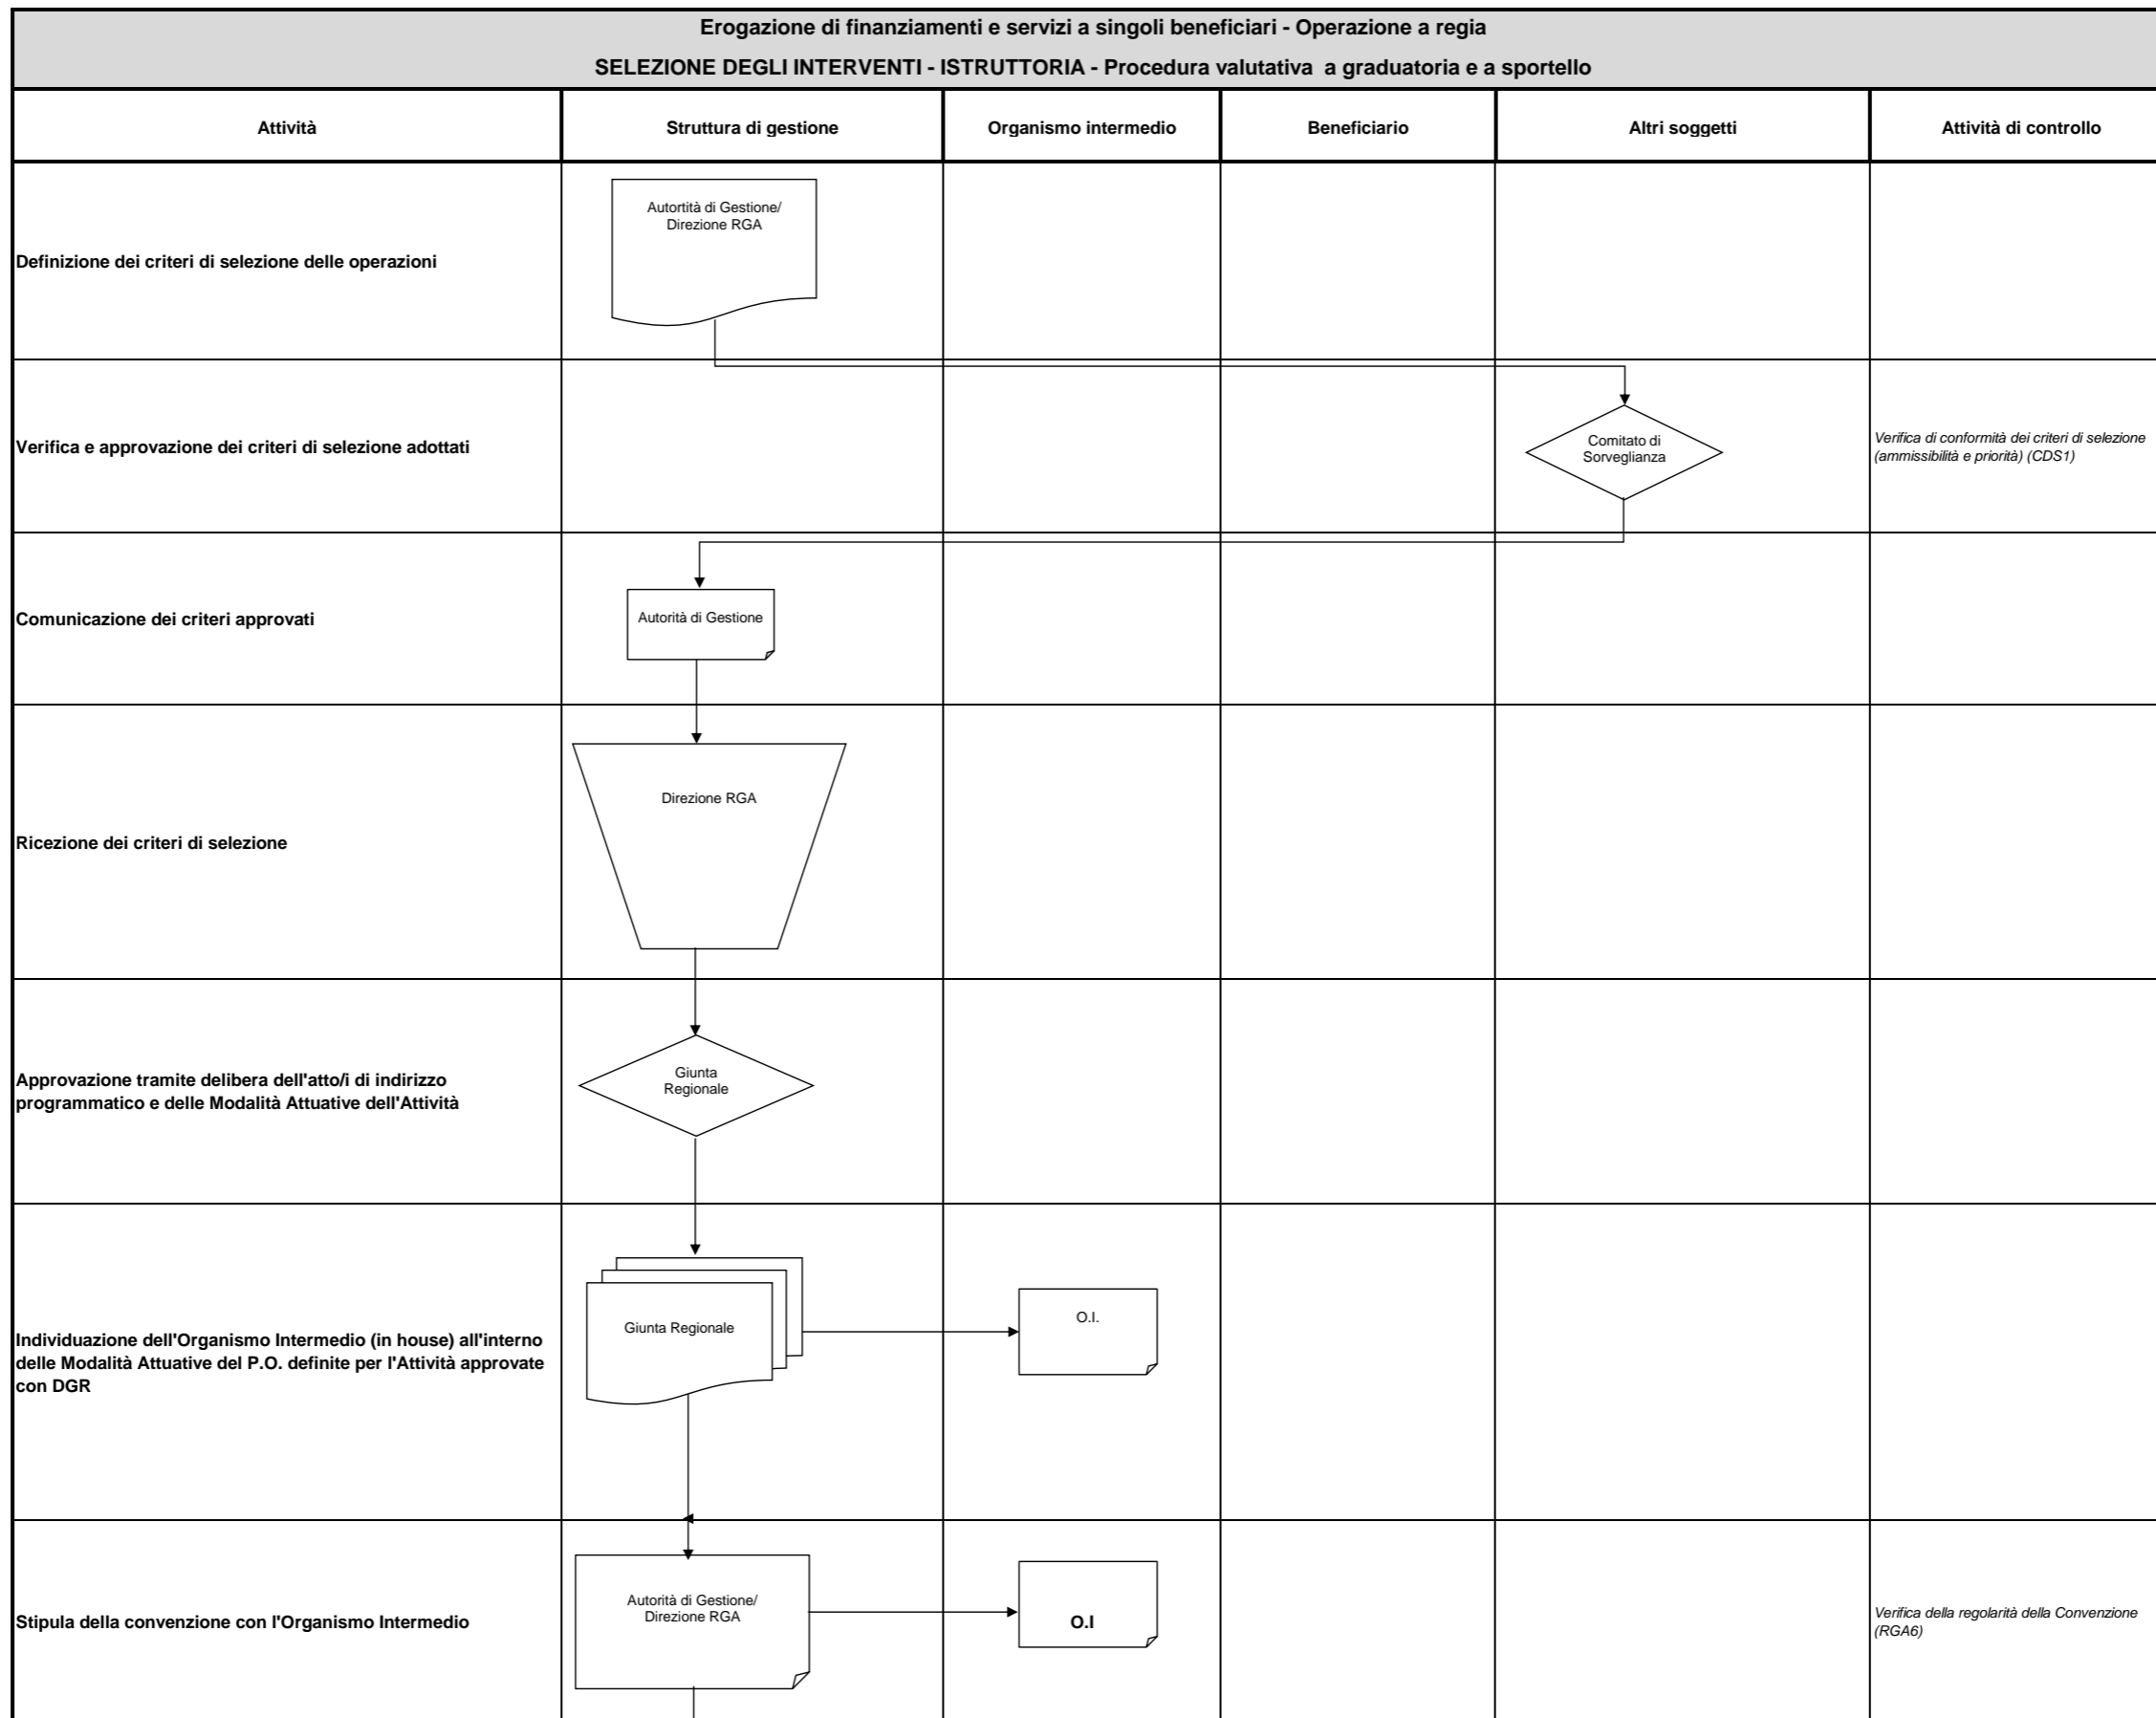 Erogazione di finanziamenti e servizi a singoli beneficiari - Operazione a regia
SELEZIONE DEGLI INTERVENTI - ISTRUTTORIA - Procedura valutativa  a graduatoria e a sportello
Attività
Struttura di gestione
Organismo intermedio
Beneficiario
Altri soggetti
Attività di controllo
Definizione dei criteri di selezione delle operazioni
Autortità di Gestione/
Direzione RGA
Verifica e approvazione dei criteri di selezione adottati
Comitato di
Sorveglianza
Verifica di conformità dei criteri di selezione
(ammissibilità e priorità) (CDS1)
Comunicazione dei criteri approvati
Autorità di Gestione
Ricezione dei criteri di selezione
Direzione RGA
Approvazione tramite delibera dell'atto/i di indirizzo
programmatico e delle Modalità Attuative dell'Attività
Giunta
Regionale
Individuazione dell'Organismo Intermedio (in house) all'interno
delle Modalità Attuative del P.O. definite per l'Attività approvate
con DGR
Giunta Regionale
O.I.
Stipula della convenzione con l'Organismo Intermedio
Autorità di Gestione/
Direzione RGA
O.I
Verifica della regolarità della Convenzione
(RGA6)